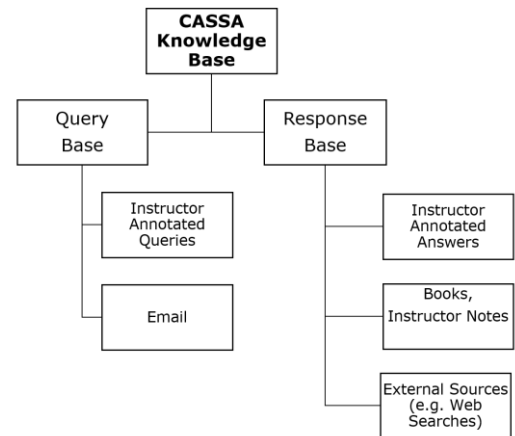 CASSA
Knowledge
Base
Query
Base
Response
Base
Instructor
Annotated
Queries
Email
Instructor
Annotated
Answers
Books,
Instructor Notes
External Sources
(e.g. Web
Searches)